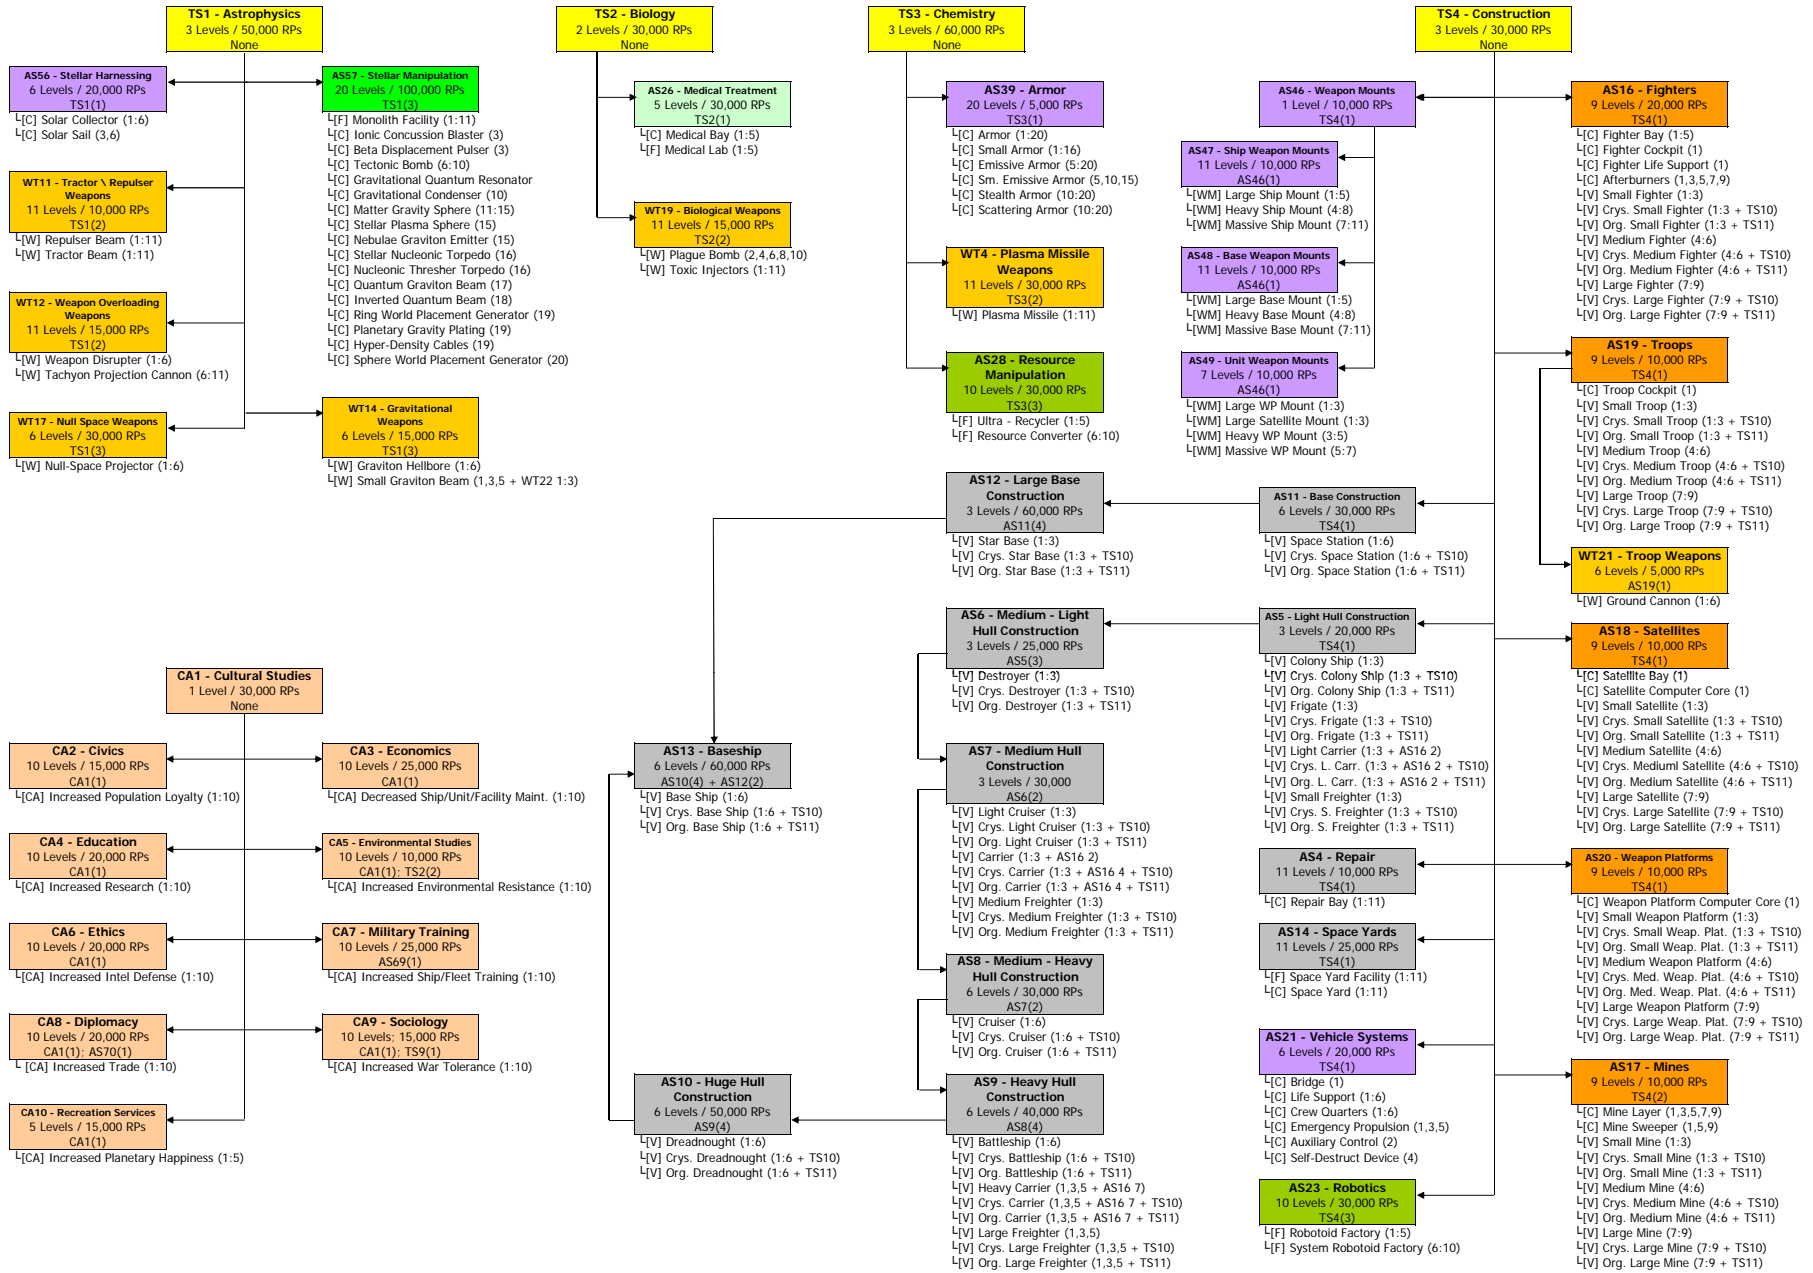 TS1 - Astrophysics
3 Levels / 50,000 RPs
None
AS56 - Stellar Harnessing
6 Levels / 20,000 RPs
TS1(1)
[C] Solar Collector (1:6)
[C] Solar Sail (3,6)
AS57 - Stellar Manipulation
20 Levels / 100,000 RPs
TS1(3)
[F] Monolith Facility (1:11)
[C] Ionic Concussion Blaster (3)
[C] Beta Displacement Pulser (3)
[C] Tectonic Bomb (6:10)
[C] Gravitational Quantum Resonator
[C] Gravitational Condenser (10)
[C] Matter Gravity Sphere (11:15)
[C] Stellar Plasma Sphere (15)
[C] Nebulae Graviton Emitter (15)
[C] Stellar Nucleonic Torpedo (16)
[C] Nucleonic Thresher Torpedo (16)
[C] Quantum Graviton Beam (17)
[C] Inverted Quantum Beam (18)
[C] Ring World Placement Generator (19)
[C] Planetary Gravity Plating (19)
[C] Hyper-Density Cables (19)
[C] Sphere World Placement Generator (20)
WT11 - Tractor \ Repulser
Weapons
11 Levels / 10,000 RPs
TS1(2)
[W] Repulser Beam (1:11)
[W] Tractor Beam (1:11)
WT12 - Weapon Overloading
Weapons
11 Levels / 15,000 RPs
TS1(2)
[W] Weapon Disrupter (1:6)
[W] Tachyon Projection Cannon (6:11)
WT17 - Null Space Weapons
6 Levels / 30,000 RPs
TS1(3)
[W] Null-Space Projector (1:6)
WT14 - Gravitational
Weapons
6 Levels / 15,000 RPs
TS1(3)
[W] Graviton Hellbore (1:6)
[W] Small Graviton Beam (1,3,5 + WT22 1:3)
TS2 - Biology
2 Levels / 30,000 RPs
None
AS26 - Medical Treatment
5 Levels / 30,000 RPs
TS2(1)
[C] Medical Bay (1:5)
[F] Medical Lab (1:5)
WT19 - Biological Weapons
11 Levels / 15,000 RPs
TS2(2)
[W] Plague Bomb (2,4,6,8,10)
[W] Toxic Injectors (1:11)
TS3 - Chemistry
3 Levels / 60,000 RPs
None
AS39 - Armor
20 Levels / 5,000 RPs
TS3(1)
[C] Armor (1:20)
[C] Small Armor (1:16)
[C] Emissive Armor (5:20)
[C] Sm. Emissive Armor (5,10,15)
[C] Stealth Armor (10:20)
[C] Scattering Armor (10:20)
WT4 - Plasma Missile
Weapons
11 Levels / 30,000 RPs
TS3(2)
[W] Plasma Missile (1:11)
AS28 - Resource
Manipulation
10 Levels / 30,000 RPs
TS3(3)
[F] Ultra - Recycler (1:5)
[F] Resource Converter (6:10)
TS4 - Construction
3 Levels / 30,000 RPs
None
AS46 - Weapon Mounts
1 Level / 10,000 RPs
TS4(1)
AS47 - Ship Weapon Mounts
11 Levels / 10,000 RPs
AS46(1)
[WM] Large Ship Mount (1:5)
[WM] Heavy Ship Mount (4:8)
[WM] Massive Ship Mount (7:11)
AS48 - Base Weapon Mounts
11 Levels / 10,000 RPs
AS46(1)
[WM] Large Base Mount (1:5)
[WM] Heavy Base Mount (4:8)
[WM] Massive Base Mount (7:11)
AS49 - Unit Weapon Mounts
7 Levels / 10,000 RPs
AS46(1)
[WM] Large WP Mount (1:3)
[WM] Large Satellite Mount (1:3)
[WM] Heavy WP Mount (3:5)
[WM] Massive WP Mount (5:7)
AS16 - Fighters
9 Levels / 20,000 RPs
TS4(1)
[C] Fighter Bay (1:5)
[C] Fighter Cockpit (1)
[C] Fighter Life Support (1)
[C] Afterburners (1,3,5,7,9)
[V] Small Fighter (1:3)
[V] Crys. Small Fighter (1:3 + TS10)
[V] Org. Small Fighter (1:3 + TS11)
[V] Medium Fighter (4:6)
[V] Crys. Medium Fighter (4:6 + TS10)
[V] Org. Medium Fighter (4:6 + TS11)
[V] Large Fighter (7:9)
[V] Crys. Large Fighter (7:9 + TS10)
[V] Org. Large Fighter (7:9 + TS11)
AS19 - Troops
9 Levels / 10,000 RPs
TS4(1)
[C] Troop Cockpit (1)
[V] Small Troop (1:3)
[V] Crys. Small Troop (1:3 + TS10)
[V] Org. Small Troop (1:3 + TS11)
[V] Medium Troop (4:6)
[V] Crys. Medium Troop (4:6 + TS10)
[V] Org. Medium Troop (4:6 + TS11)
[V] Large Troop (7:9)
[V] Crys. Large Troop (7:9 + TS10)
[V] Org. Large Troop (7:9 + TS11)
WT21 - Troop Weapons
6 Levels / 5,000 RPs
AS19(1)
[W] Ground Cannon (1:6)
AS12 - Large Base
Construction
3 Levels / 60,000 RPs
AS11(4)
[V] Star Base (1:3)
[V] Crys. Star Base (1:3 + TS10)
[V] Org. Star Base (1:3 + TS11)
AS11 - Base Construction
6 Levels / 30,000 RPs
TS4(1)
[V] Space Station (1:6)
[V] Crys. Space Station (1:6 + TS10)
[V] Org. Space Station (1:6 + TS11)
AS6 - Medium - Light
Hull Construction
3 Levels / 25,000 RPs
AS5(3)
[V] Destroyer (1:3)
[V] Crys. Destroyer (1:3 + TS10)
[V] Org. Destroyer (1:3 + TS11)
AS5 - Light Hull Construction
3 Levels / 20,000 RPs
TS4(1)
[V] Colony Ship (1:3)
[V] Crys. Colony Ship (1:3 + TS10)
[V] Org. Colony Ship (1:3 + TS11)
[V] Frigate (1:3)
[V] Crys. Frigate (1:3 + TS10)
[V] Org. Frigate (1:3 + TS11)
[V] Light Carrier (1:3 + AS16 2)
[V] Crys. L. Carr. (1:3 + AS16 2 + TS10)
[V] Org. L. Carr. (1:3 + AS16 2 + TS11)
[V] Small Freighter (1:3)
[V] Crys. S. Freighter (1:3 + TS10)
[V] Org. S. Freighter (1:3 + TS11)
AS18 - Satellites
9 Levels / 10,000 RPs
TS4(1)
[C] Satellite Bay (1)
[C] Satellite Computer Core (1)
[V] Small Satellite (1:3)
[V] Crys. Small Satellite (1:3 + TS10)
[V] Org. Small Satellite (1:3 + TS11)
[V] Medium Satellite (4:6)
[V] Crys. Mediuml Satellite (4:6 + TS10)
[V] Org. Medium Satellite (4:6 + TS11)
[V] Large Satellite (7:9)
[V] Crys. Large Satellite (7:9 + TS10)
[V] Org. Large Satellite (7:9 + TS11)
CA1 - Cultural Studies
1 Level / 30,000 RPs
None
CA2 - Civics
10 Levels / 15,000 RPs
CA1(1)
[CA] Increased Population Loyalty (1:10)
CA3 - Economics
10 Levels / 25,000 RPs
CA1(1)
[CA] Decreased Ship/Unit/Facility Maint. (1:10)
CA4 - Education
10 Levels / 20,000 RPs
CA1(1)
[CA] Increased Research (1:10)
CA5 - Environmental Studies
10 Levels / 10,000 RPs
CA1(1); TS2(2)
[CA] Increased Environmental Resistance (1:10)
CA6 - Ethics
10 Levels / 20,000 RPs
CA1(1)
[CA] Increased Intel Defense (1:10)
CA7 - Military Training
10 Levels / 25,000 RPs
AS69(1)
[CA] Increased Ship/Fleet Training (1:10)
CA8 - Diplomacy
10 Levels / 20,000 RPs
CA1(1); AS70(1)
[CA] Increased Trade (1:10)
CA9 - Sociology
10 Levels; 15,000 RPs
CA1(1); TS9(1)
[CA] Increased War Tolerance (1:10)
CA10 - Recreation Services
5 Levels / 15,000 RPs
CA1(1)
[CA] Increased Planetary Happiness (1:5)
AS13 - Baseship
6 Levels / 60,000 RPs
AS10(4) + AS12(2)
[V] Base Ship (1:6)
[V] Crys. Base Ship (1:6 + TS10)
[V] Org. Base Ship (1:6 + TS11)
AS7 - Medium Hull
Construction
3 Levels / 30,000
AS6(2)
[V] Light Cruiser (1:3)
[V] Crys. Light Cruiser (1:3 + TS10)
[V] Org. Light Cruiser (1:3 + TS11)
[V] Carrier (1:3 + AS16 2)
[V] Crys. Carrier (1:3 + AS16 4 + TS10)
[V] Org. Carrier (1:3 + AS16 4 + TS11)
[V] Medium Freighter (1:3)
[V] Crys. Medium Freighter (1:3 + TS10)
[V] Org. Medium Freighter (1:3 + TS11)
AS8 - Medium - Heavy
Hull Construction
6 Levels / 30,000 RPs
AS7(2)
[V] Cruiser (1:6)
[V] Crys. Cruiser (1:6 + TS10)
[V] Org. Cruiser (1:6 + TS11)
AS10 - Huge Hull
Construction
6 Levels / 50,000 RPs
AS9(4)
[V] Dreadnought (1:6)
[V] Crys. Dreadnought (1:6 + TS10)
[V] Org. Dreadnought (1:6 + TS11)
AS9 - Heavy Hull
Construction
6 Levels / 40,000 RPs
AS8(4)
[V] Battleship (1:6)
[V] Crys. Battleship (1:6 + TS10)
[V] Org. Battleship (1:6 + TS11)
[V] Heavy Carrier (1,3,5 + AS16 7)
[V] Crys. Carrier (1,3,5 + AS16 7 + TS10)
[V] Org. Carrier (1,3,5 + AS16 7 + TS11)
[V] Large Freighter (1,3,5)
[V] Crys. Large Freighter (1,3,5 + TS10)
[V] Org. Large Freighter (1,3,5 + TS11)
AS4 - Repair
11 Levels / 10,000 RPs
TS4(1)
[C] Repair Bay (1:11)
AS14 - Space Yards
11 Levels / 25,000 RPs
TS4(1)
[F] Space Yard Facility (1:11)
[C] Space Yard (1:11)
AS21 - Vehicle Systems
6 Levels / 20,000 RPs
TS4(1)
[C] Bridge (1)
[C] Life Support (1:6)
[C] Crew Quarters (1:6)
[C] Emergency Propulsion (1,3,5)
[C] Auxiliary Control (2)
[C] Self-Destruct Device (4)
AS23 - Robotics
10 Levels / 30,000 RPs
TS4(3)
[F] Robotoid Factory (1:5)
[F] System Robotoid Factory (6:10)
AS20 - Weapon Platforms
9 Levels / 10,000 RPs
TS4(1)
[C] Weapon Platform Computer Core (1)
[V] Small Weapon Platform (1:3)
[V] Crys. Small Weap. Plat. (1:3 + TS10)
[V] Org. Small Weap. Plat. (1:3 + TS11)
[V] Medium Weapon Platform (4:6)
[V] Crys. Med. Weap. Plat. (4:6 + TS10)
[V] Org. Med. Weap. Plat. (4:6 + TS11)
[V] Large Weapon Platform (7:9)
[V] Crys. Large Weap. Plat. (7:9 + TS10)
[V] Org. Large Weap. Plat. (7:9 + TS11)
AS17 - Mines
9 Levels / 10,000 RPs
TS4(2)
[C] Mine Layer (1,3,5,7,9)
[C] Mine Sweeper (1,5,9)
[V] Small Mine (1:3)
[V] Crys. Small Mine (1:3 + TS10)
[V] Org. Small Mine (1:3 + TS11)
[V] Medium Mine (4:6)
[V] Crys. Medium Mine (4:6 + TS10)
[V] Org. Medium Mine (4:6 + TS11)
[V] Large Mine (7:9)
[V] Crys. Large Mine (7:9 + TS10)
[V] Org. Large Mine (7:9 + TS11)